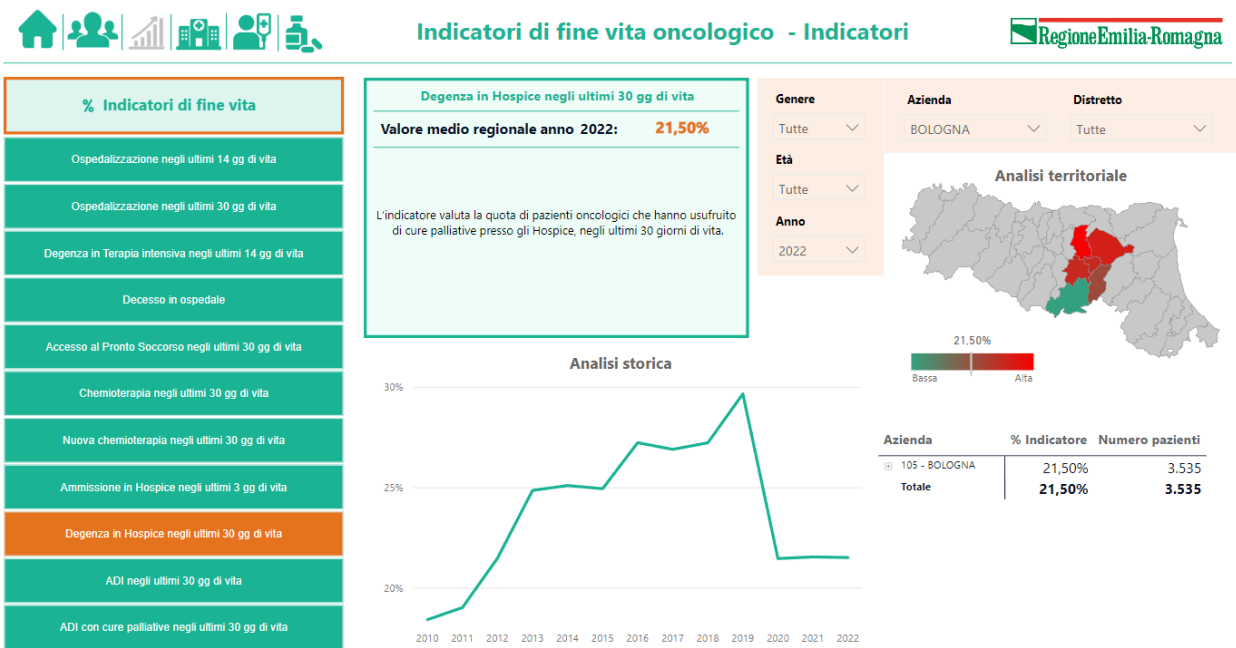 Indicatori di fine vita oncologico - Indicatori
RegioneEmilia-Romagna
% Indicatori di fine vita
Ospedalizzazione negli ultimi 14 gg di vita
Ospedalizzazione negli ultimi 30 gg di vita
Degenza in Terapia intensiva negli ultimi 14 gg di vita
Decesso in ospedale
Accesso al Pronto Soccorso negli ultimi 30 gg di vita
Chemioterapia negli ultimi 30 gg di vita
Nuova chemioterapia negli ultimi 30 gg di vita
Ammissione in Hospice negli ultimi 3 gg di vita
Degenza in Hospice negli ultimi 30 gg di vita
ADI negli ultimi 30 gg di vita
ADI con cure palliative negli ultimi 30 gg di vita
Degenza in Hospice negli ultimi 30 gg di vita
Valore medio regionale anno 2022: 21,50%
L'indicatore valuta la quota di pazienti oncologici che hanno usufruito
di cure palliative presso gli Hospice, negli ultimi 30 giorni di vita.
Genere
Tutte
Età
Tutte
Anno
2022
Azienda
BOLOGNA
Distretto
Tutte
Analisi territoriale
21,50%
Bassa Alta
Analisi storica
30%
25%
20%
2010 2011 2012 2013 2014 2015 2016 2017 2018 2019 2020 2021 2022
Azienda % Indicatore Numero pazienti
105 - BOLOGNA 21,50% 3.535
Totale 21,50% 3.535